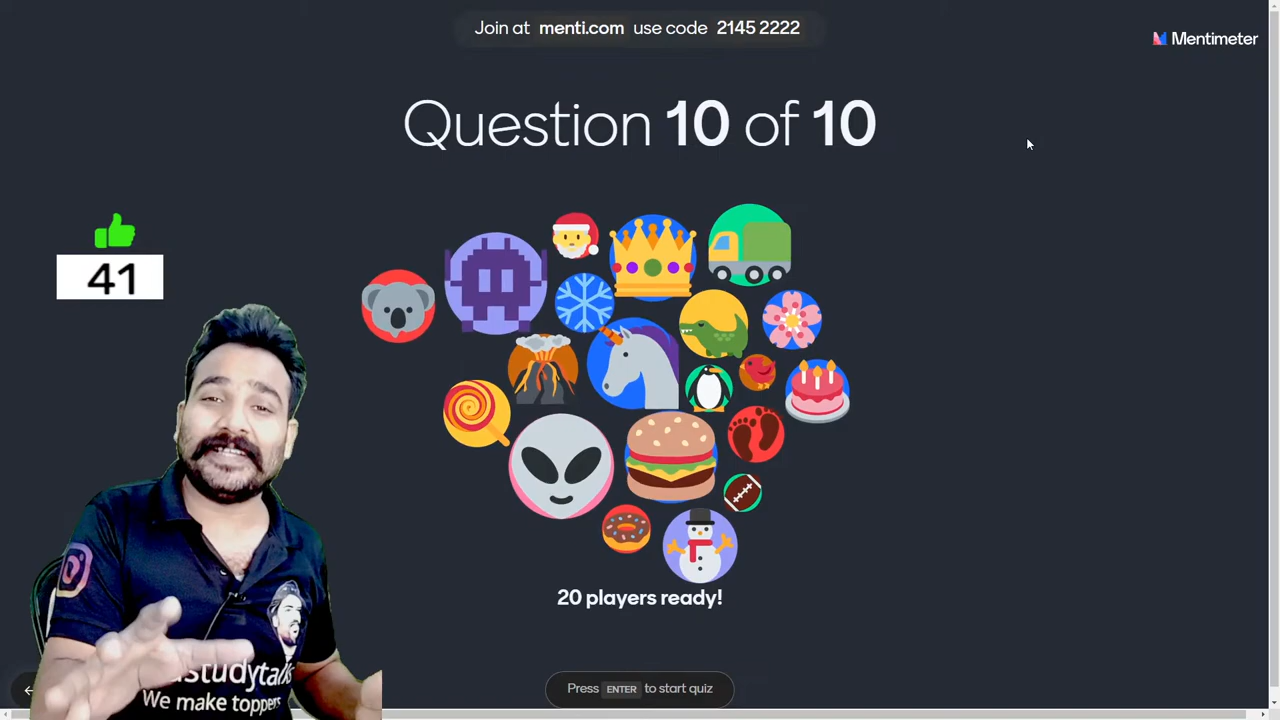 Join at menti.com use code 2145 2222
Mentimeter
Question 10 of 10
41
20 players ready!
Press ENTER to start quiz
studytalks
We make toppers